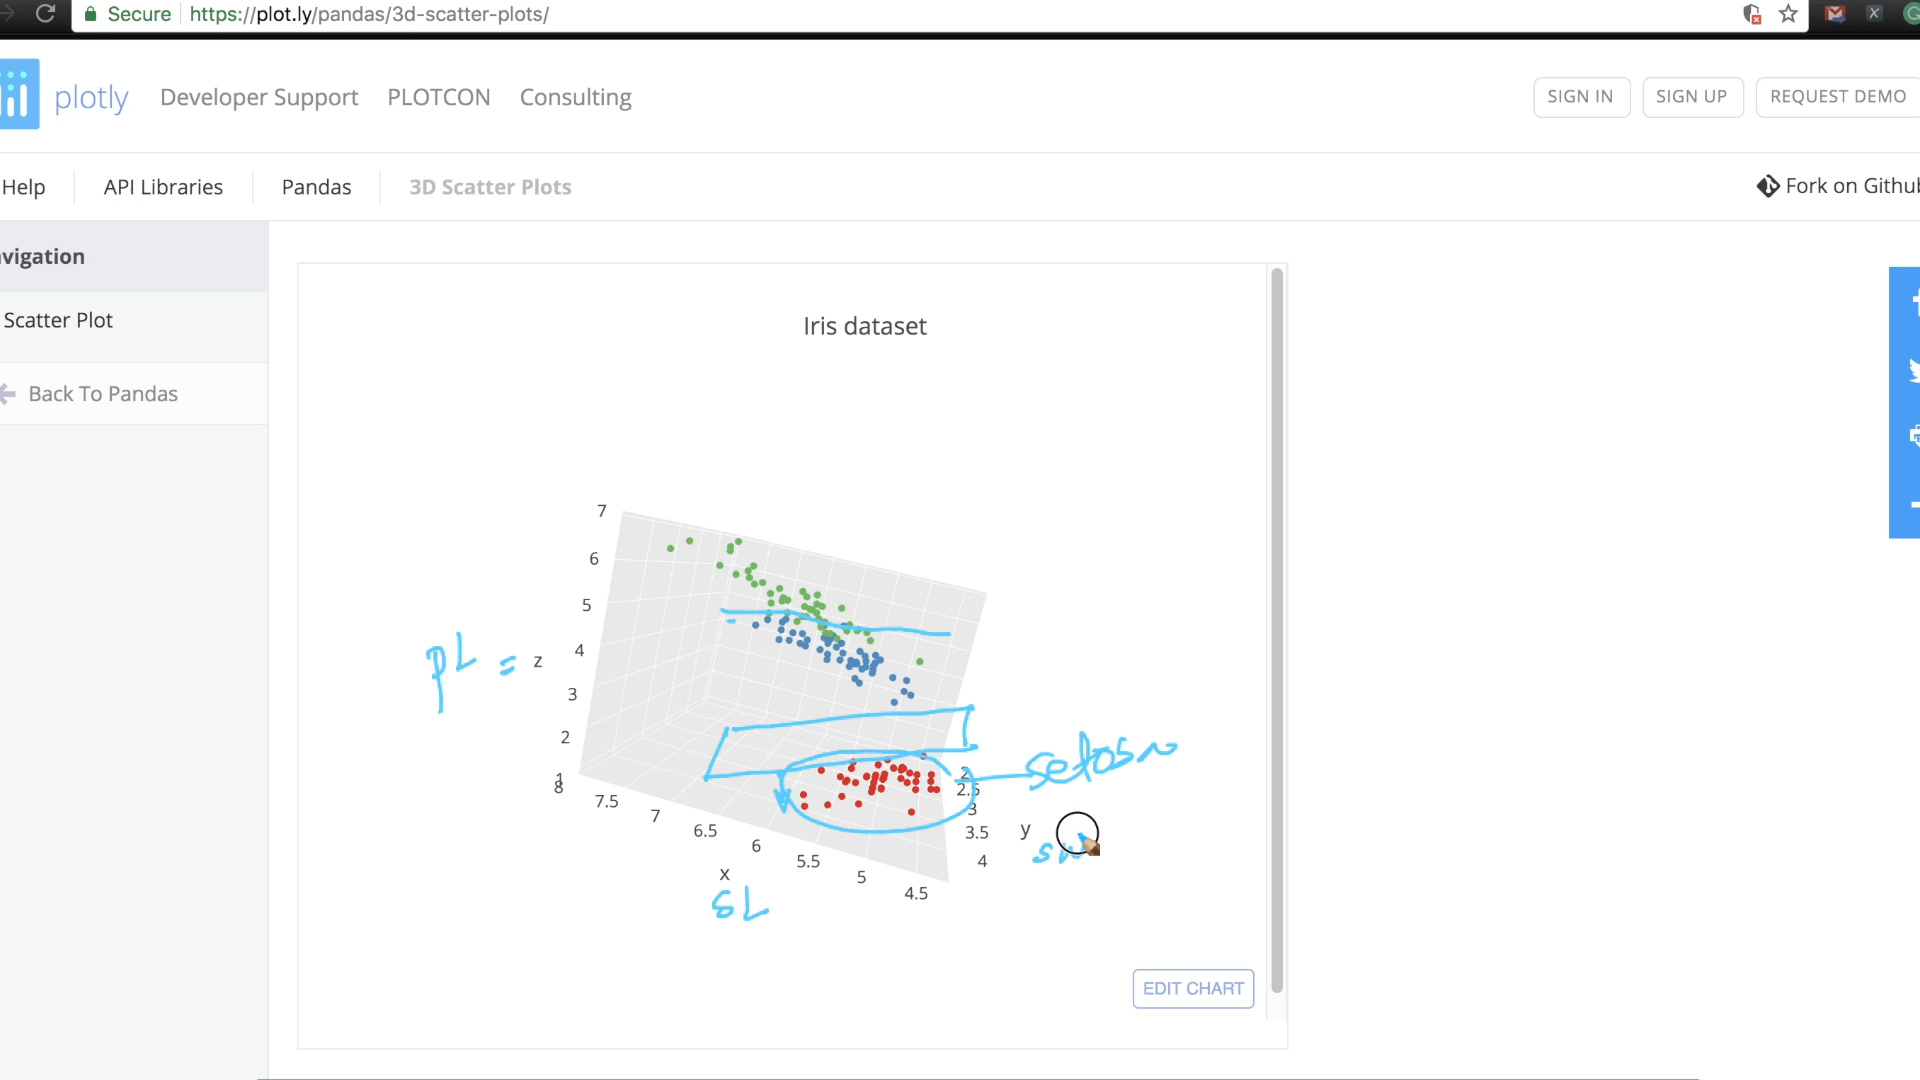 Secure https://plot.ly/pandas/3d-scatter-plots/
plotly Developer Support PLOTCON Consulting SIGN IN SIGN UP REQUEST DEMO
Help API Libraries Pandas 3D Scatter Plots Fork on Github
vigation
Scatter Plot
Back To Pandas
Iris dataset
7
6
5
4
3
2
1
8
PL = z
7.5
7
6.5
6
5.5
5
4.5
x
SL
2
2.5
3
3.5
4
y
sw
setosa
EDIT CHART